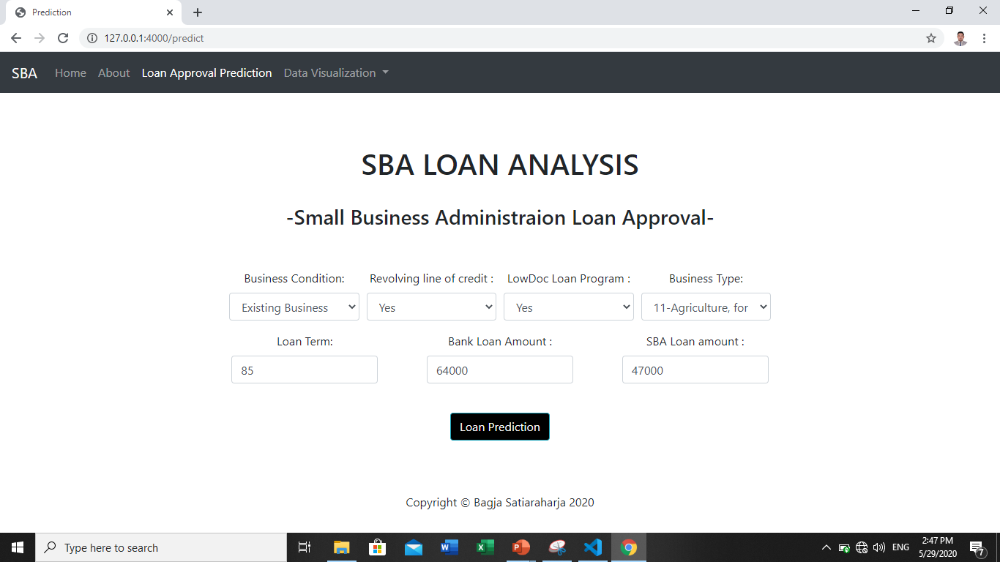 Prediction
127.0.0.1:4000/predict
SBA Home About Loan Approval Prediction Data Visualization
SBA LOAN ANALYSIS
-Small Business Administraion Loan Approval-
Business Condition: Revolving line of credit : LowDoc Loan Program : Business Type:
Existing Business Yes Yes 11-Agriculture, for
Loan Term: Bank Loan Amount : SBA Loan amount :
85 64000 47000
Loan Prediction
Copyright © Bagja Satiaraharja 2020
Type here to search ENG 2:47 PM
5/29/2020 7